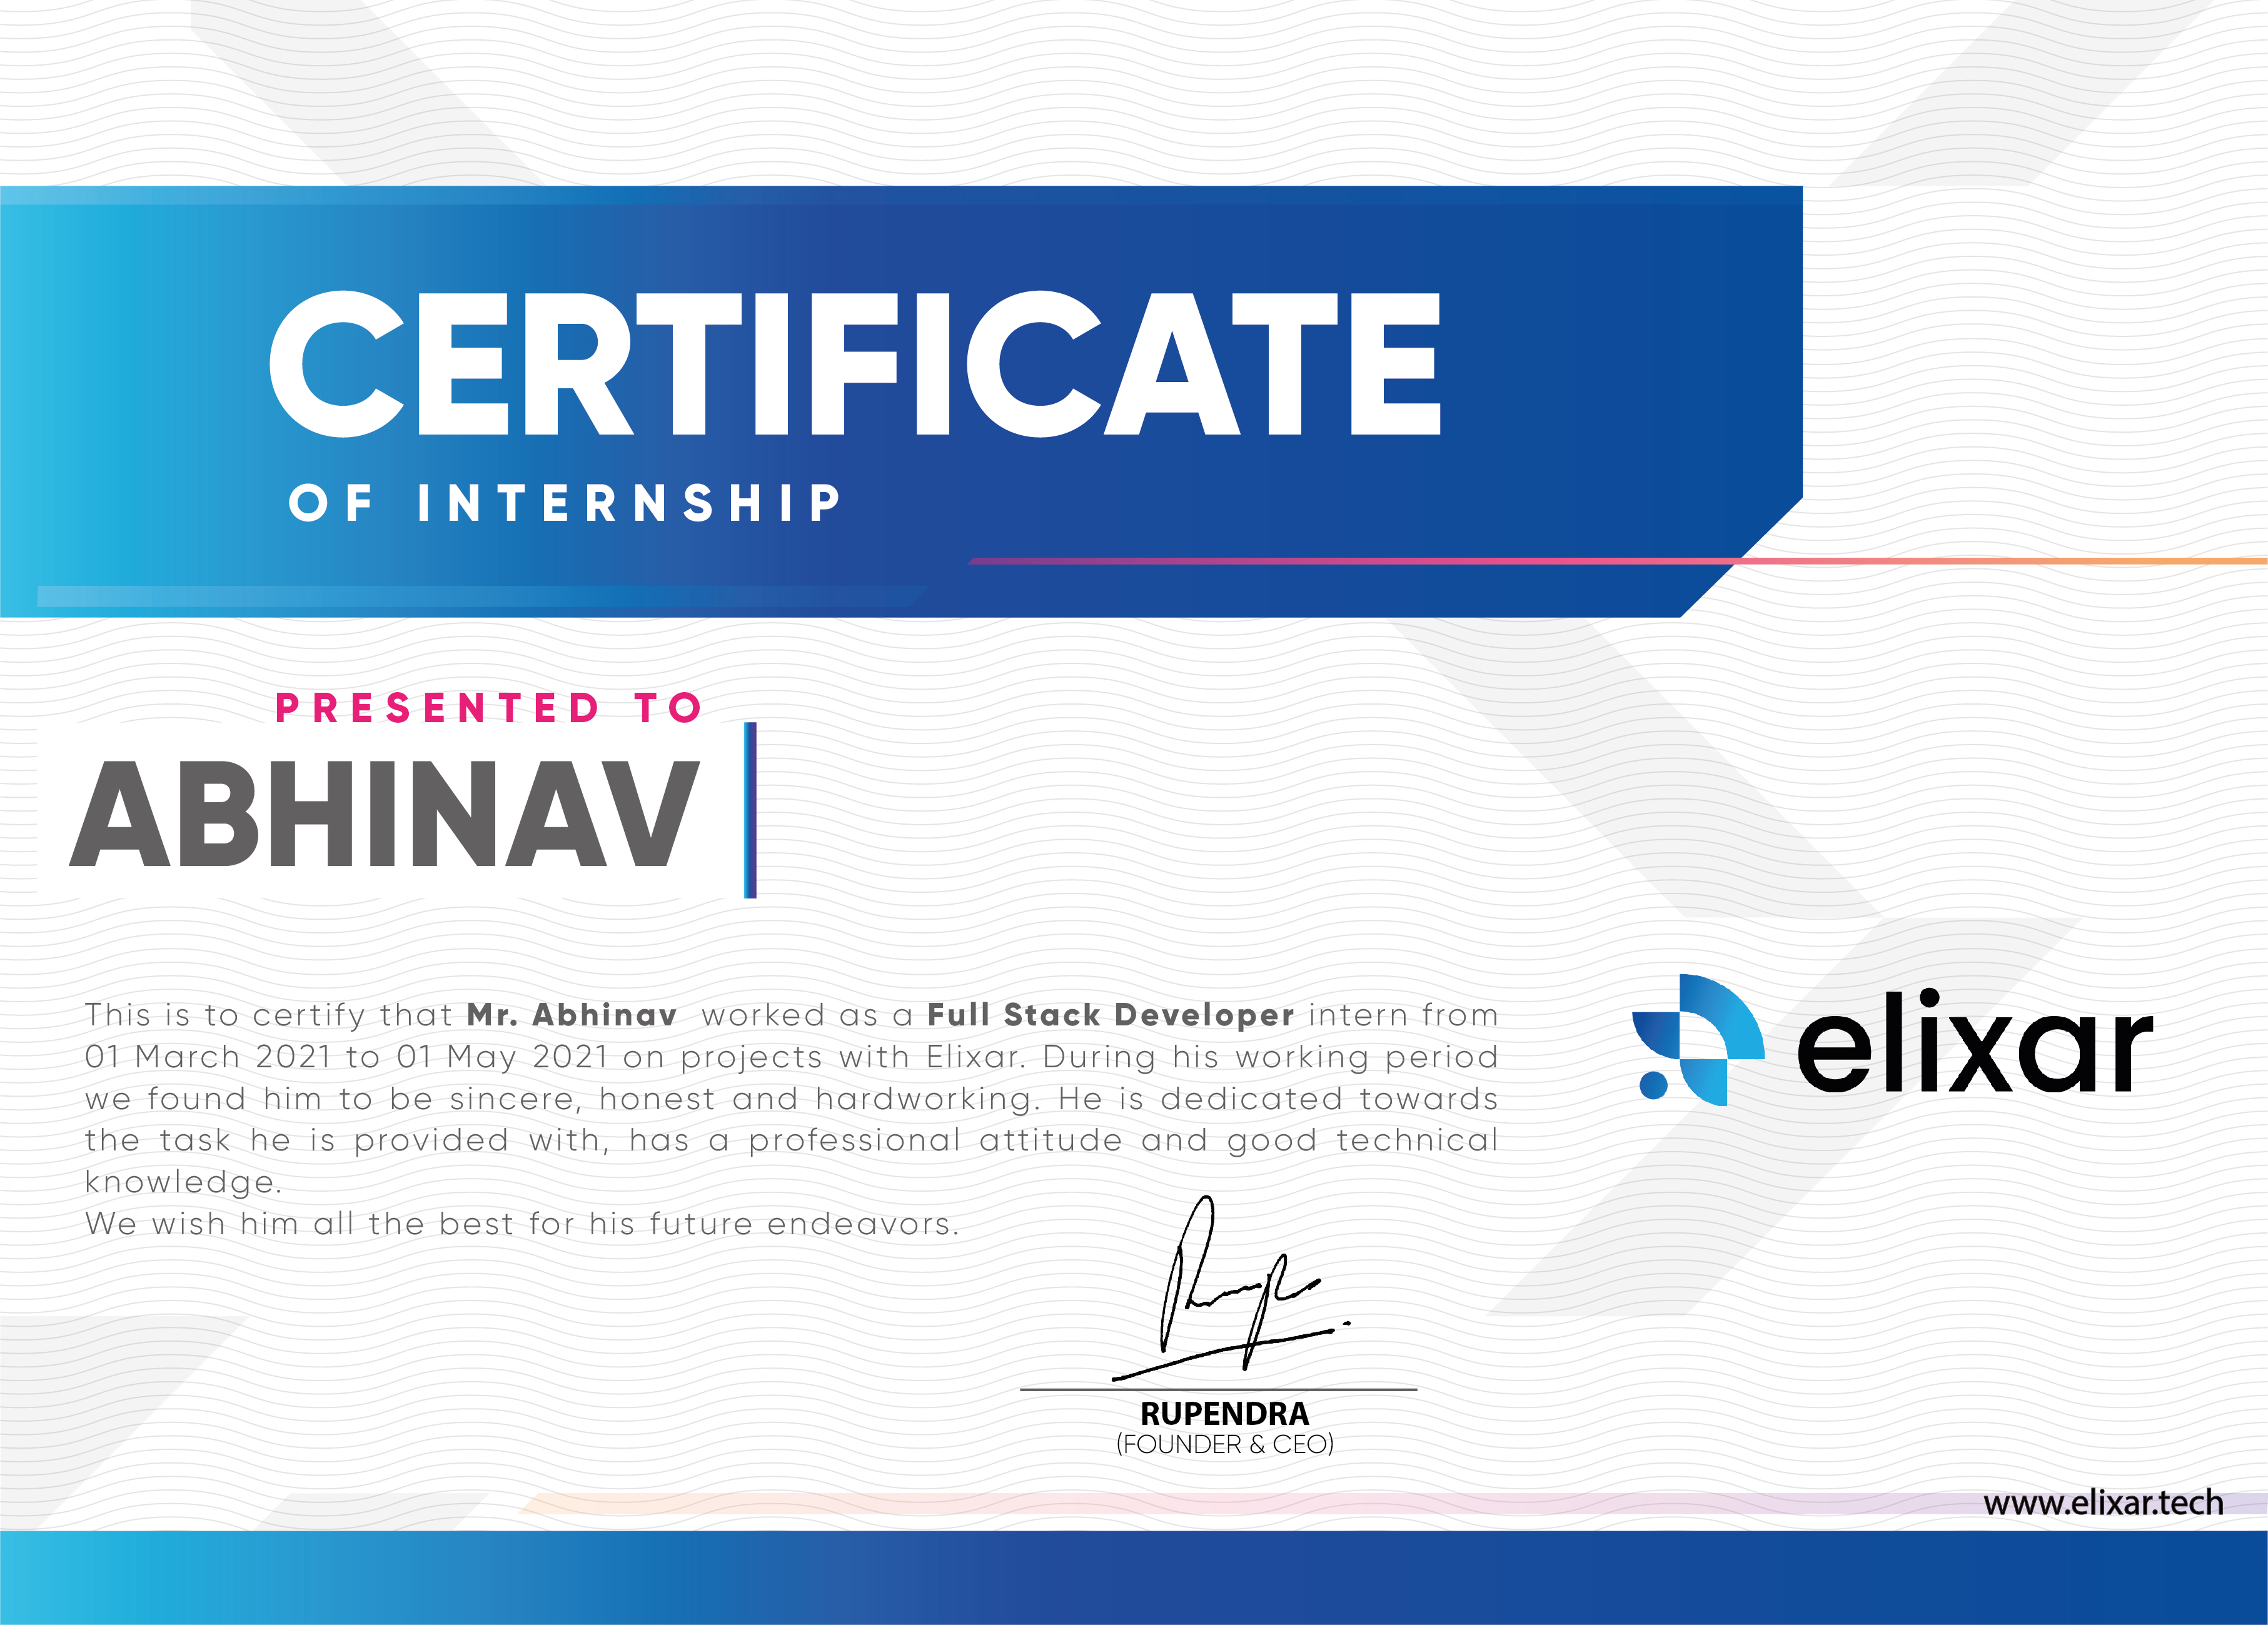 CERTIFICATE
OF INTERNSHIP
PRESENTED TO
ABHINAV
This is to certify that Mr. Abhinav worked as a Full Stack Developer intern from
01 March 2021 to 01 May 2021 on projects with Elixar. During his working period
we found him to be sincere, honest and hardworking. He is dedicated towards
the task he is provided with, has a professional attitude and good technical
knowledge.
We wish him all the best for his future endeavors.
elixar
RUPENDRA
(FOUNDER & CEO)
www.elixar.tech